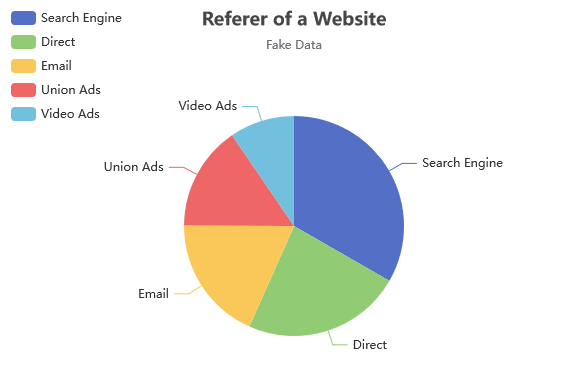 Referer of a Website
Fake Data
Search Engine
Direct
Email
Union Ads
Video Ads
Video Ads
Union Ads
Search Engine
Email
Direct